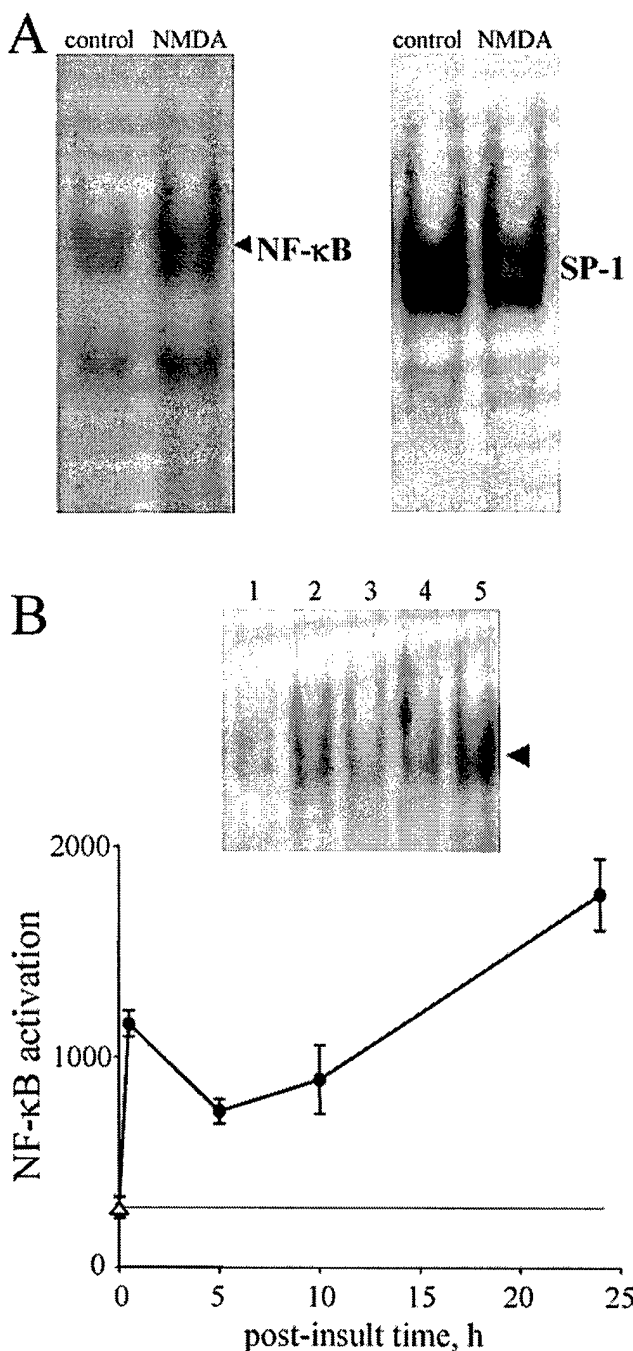 A
control NMDA
control NMDA
NF-κB
SP-1
B
1 2 3 4 5
2000
1000
0
NF-κB activation
0 5 10 15 20 25
post-insult time, h